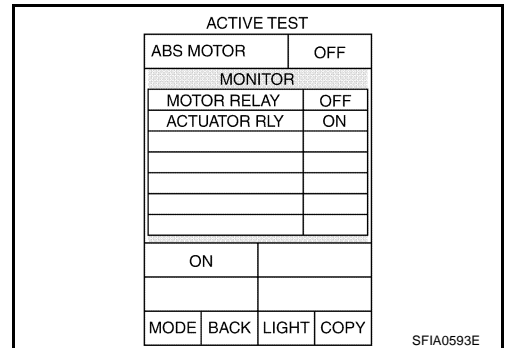 ACTIVE TEST
ABS MOTOR OFF
MONITOR
MOTOR RELAY OFF
ACTUATOR RLY ON
ON
MODE BACK LIGHT COPY
SFIA0593E